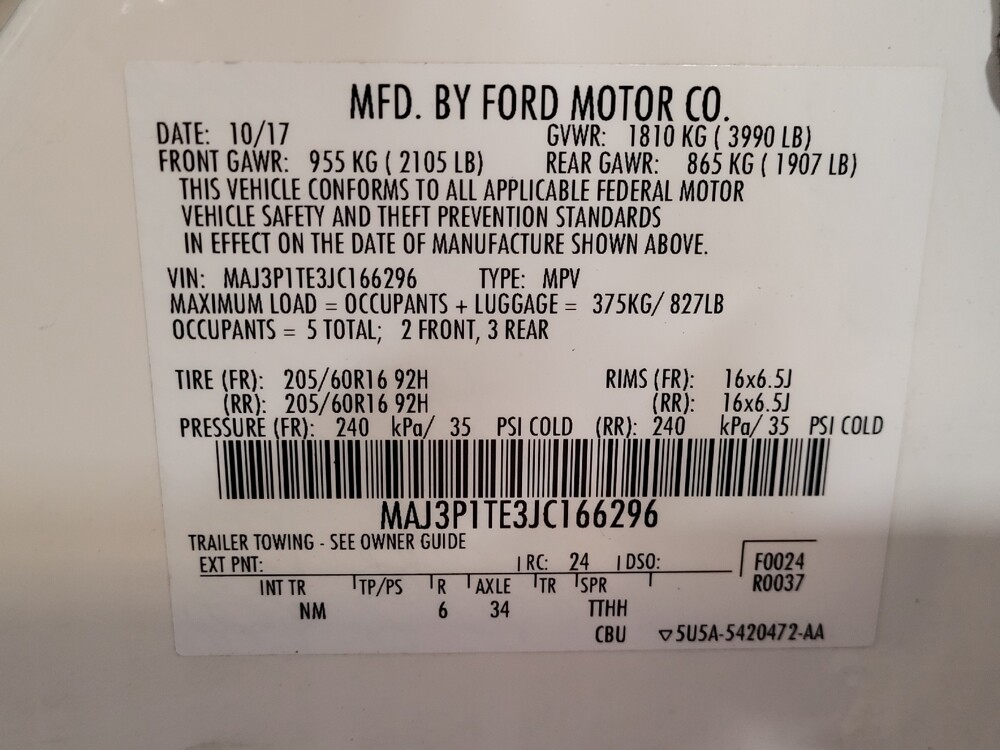 MFD. BY FORD MOTOR CO.
DATE: 10/17 GVWR: 1810 KG ( 3990 LB)
FRONT GAWR: 955 KG ( 2105 LB) REAR GAWR: 865 KG ( 1907 LB)
THIS VEHICLE CONFORMS TO ALL APPLICABLE FEDERAL MOTOR
VEHICLE SAFETY AND THEFT PREVENTION STANDARDS
IN EFFECT ON THE DATE OF MANUFACTURE SHOWN ABOVE.
VIN: MAJ3P1TE3JC166296 TYPE: MPV
MAXIMUM LOAD = OCCUPANTS + LUGGAGE = 375KG/ 827LB
OCCUPANTS = 5 TOTAL; 2 FRONT, 3 REAR
TIRE (FR): 205/60R16 92H RIMS (FR): 16x6.5J
(RR): 205/60R16 92H (RR): 16x6.5J
PRESSURE (FR): 240 kPa/ 35 PSI COLD (RR): 240 kPa/ 35 PSI COLD
MAJ3P1TE3JC166296
TRAILER TOWING - SEE OWNER GUIDE
EXT PNT: RC: 24 DSO: F0024
INT TR TP/PS R AXLE TR SPR R0037
NM 6 34 TTHH
CBU ▽5U5A-5420472-AA